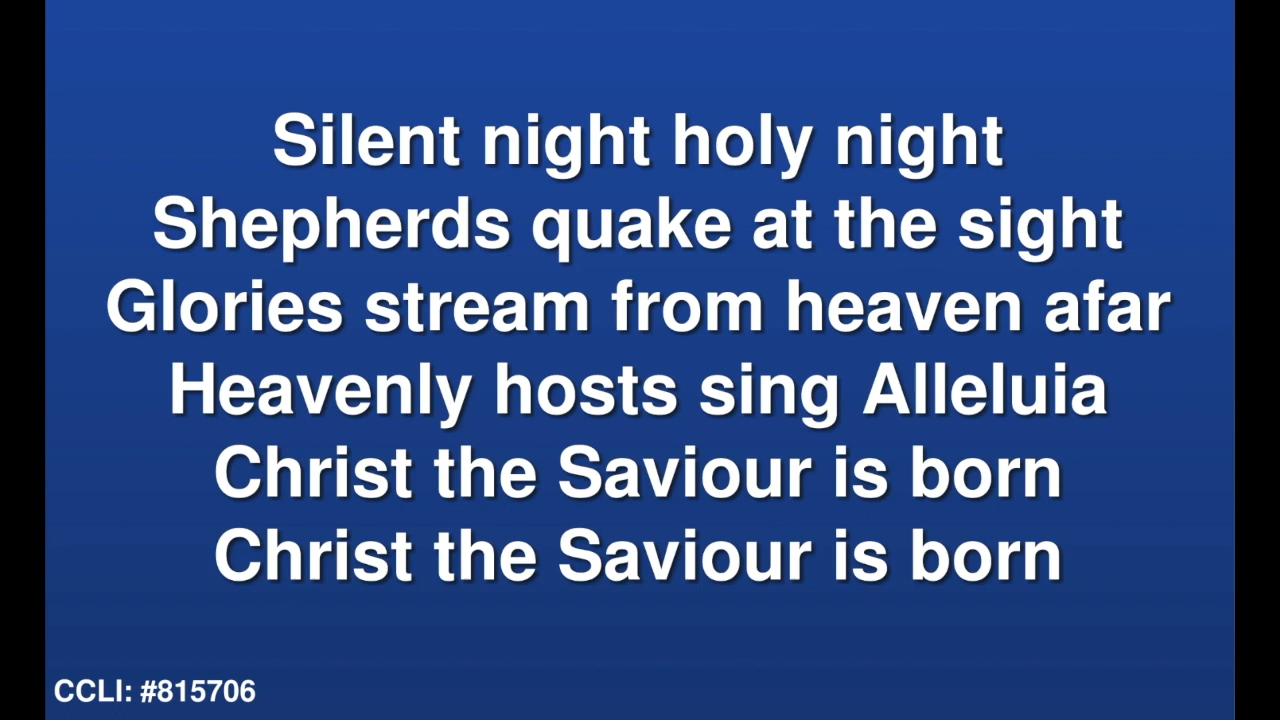 Silent night holy night
Shepherds quake at the sight
Glories stream from heaven afar
Heavenly hosts sing Alleluia
Christ the Saviour is born
Christ the Saviour is born
CCLI: #815706